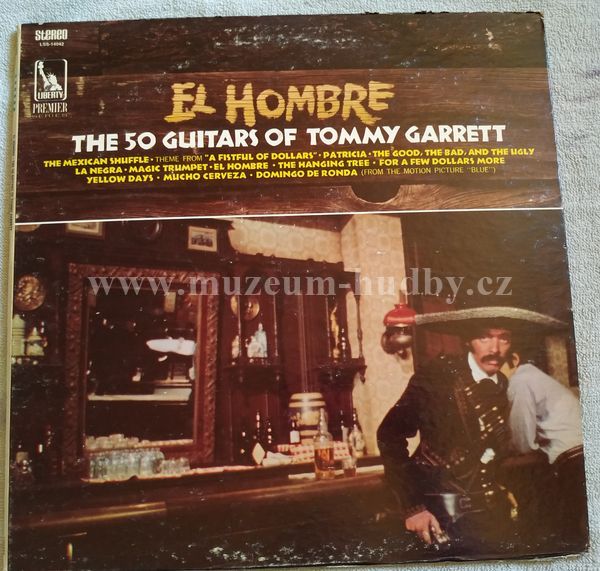 STEREO
LSS-14042
LIBERTY
PREMIER
SERIES
EL HOMBRE
THE 50 GUITARS OF TOMMY GARRETT
THE MEXICAN SHUFFLE • THEME FROM "A FISTFUL OF DOLLARS" • PATRICIA • THE GOOD, THE BAD, AND THE UGLY
LA NEGRA • MAGIC TRUMPET • EL HOMBRE • THE HANGING TREE • FOR A FEW DOLLARS MORE
YELLOW DAYS • MUCHO CERVEZA • DOMINGO DE RONDA (FROM THE MOTION PICTURE "BLUE")
www.muzeum-hudby.cz